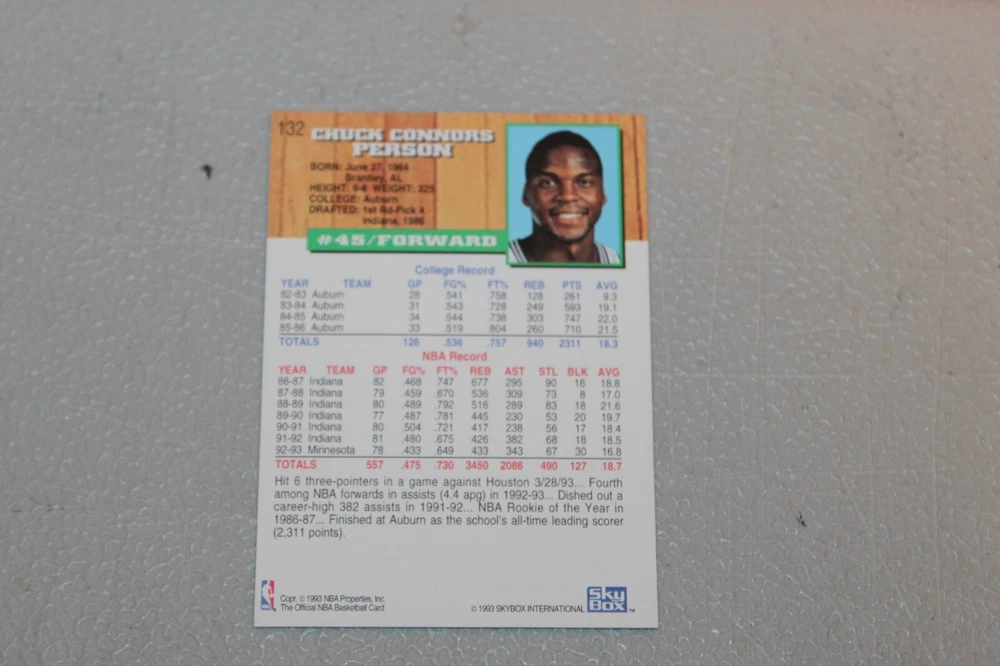 132 CHUCK CONNORS
PERSON
BORN: June 27, 1964
Brantley, AL
HEIGHT: 6-8 WEIGHT: 225
COLLEGE: Auburn
DRAFTED: 1st Rd-Pick 4
Indiana, 1986
#45/FORWARD
College Record
YEAR TEAM GP FG% FT% REB PTS AVG
82-83 Auburn 28 .541 .758 128 261 9.3
83-84 Auburn 31 .543 .728 249 593 19.1
84-85 Auburn 34 .544 .738 303 747 22.0
85-86 Auburn 33 .519 .804 260 710 21.5
TOTALS 126 .536 .757 940 2311 18.3
NBA Record
YEAR TEAM GP FG% FT% REB AST STL BLK AVG
86-87 Indiana 82 .468 .747 677 295 90 16 18.8
87-88 Indiana 79 .459 .670 536 309 73 8 17.0
88-89 Indiana 80 .489 .792 516 289 83 18 21.6
89-90 Indiana 77 .487 .781 445 230 53 20 19.7
90-91 Indiana 80 .504 .721 417 238 56 17 18.4
91-92 Indiana 81 .480 .675 426 382 68 18 18.5
92-93 Minnesota 78 .433 .649 433 343 67 30 16.8
TOTALS 557 .475 .730 3450 2086 490 127 18.7
Hit 6 three-pointers in a game against Houston 3/28/93... Fourth
among NBA forwards in assists (4.4 apg) in 1992-93... Dished out a
career-high 382 assists in 1991-92... NBA Rookie of the Year in
1986-87... Finished at Auburn as the school's all-time leading scorer
(2,311 points).
Copr. © 1993 NBA Properties, Inc.
The Official NBA Basketball Card
© 1993 SKYBOX INTERNATIONAL
Sky
Box
TM